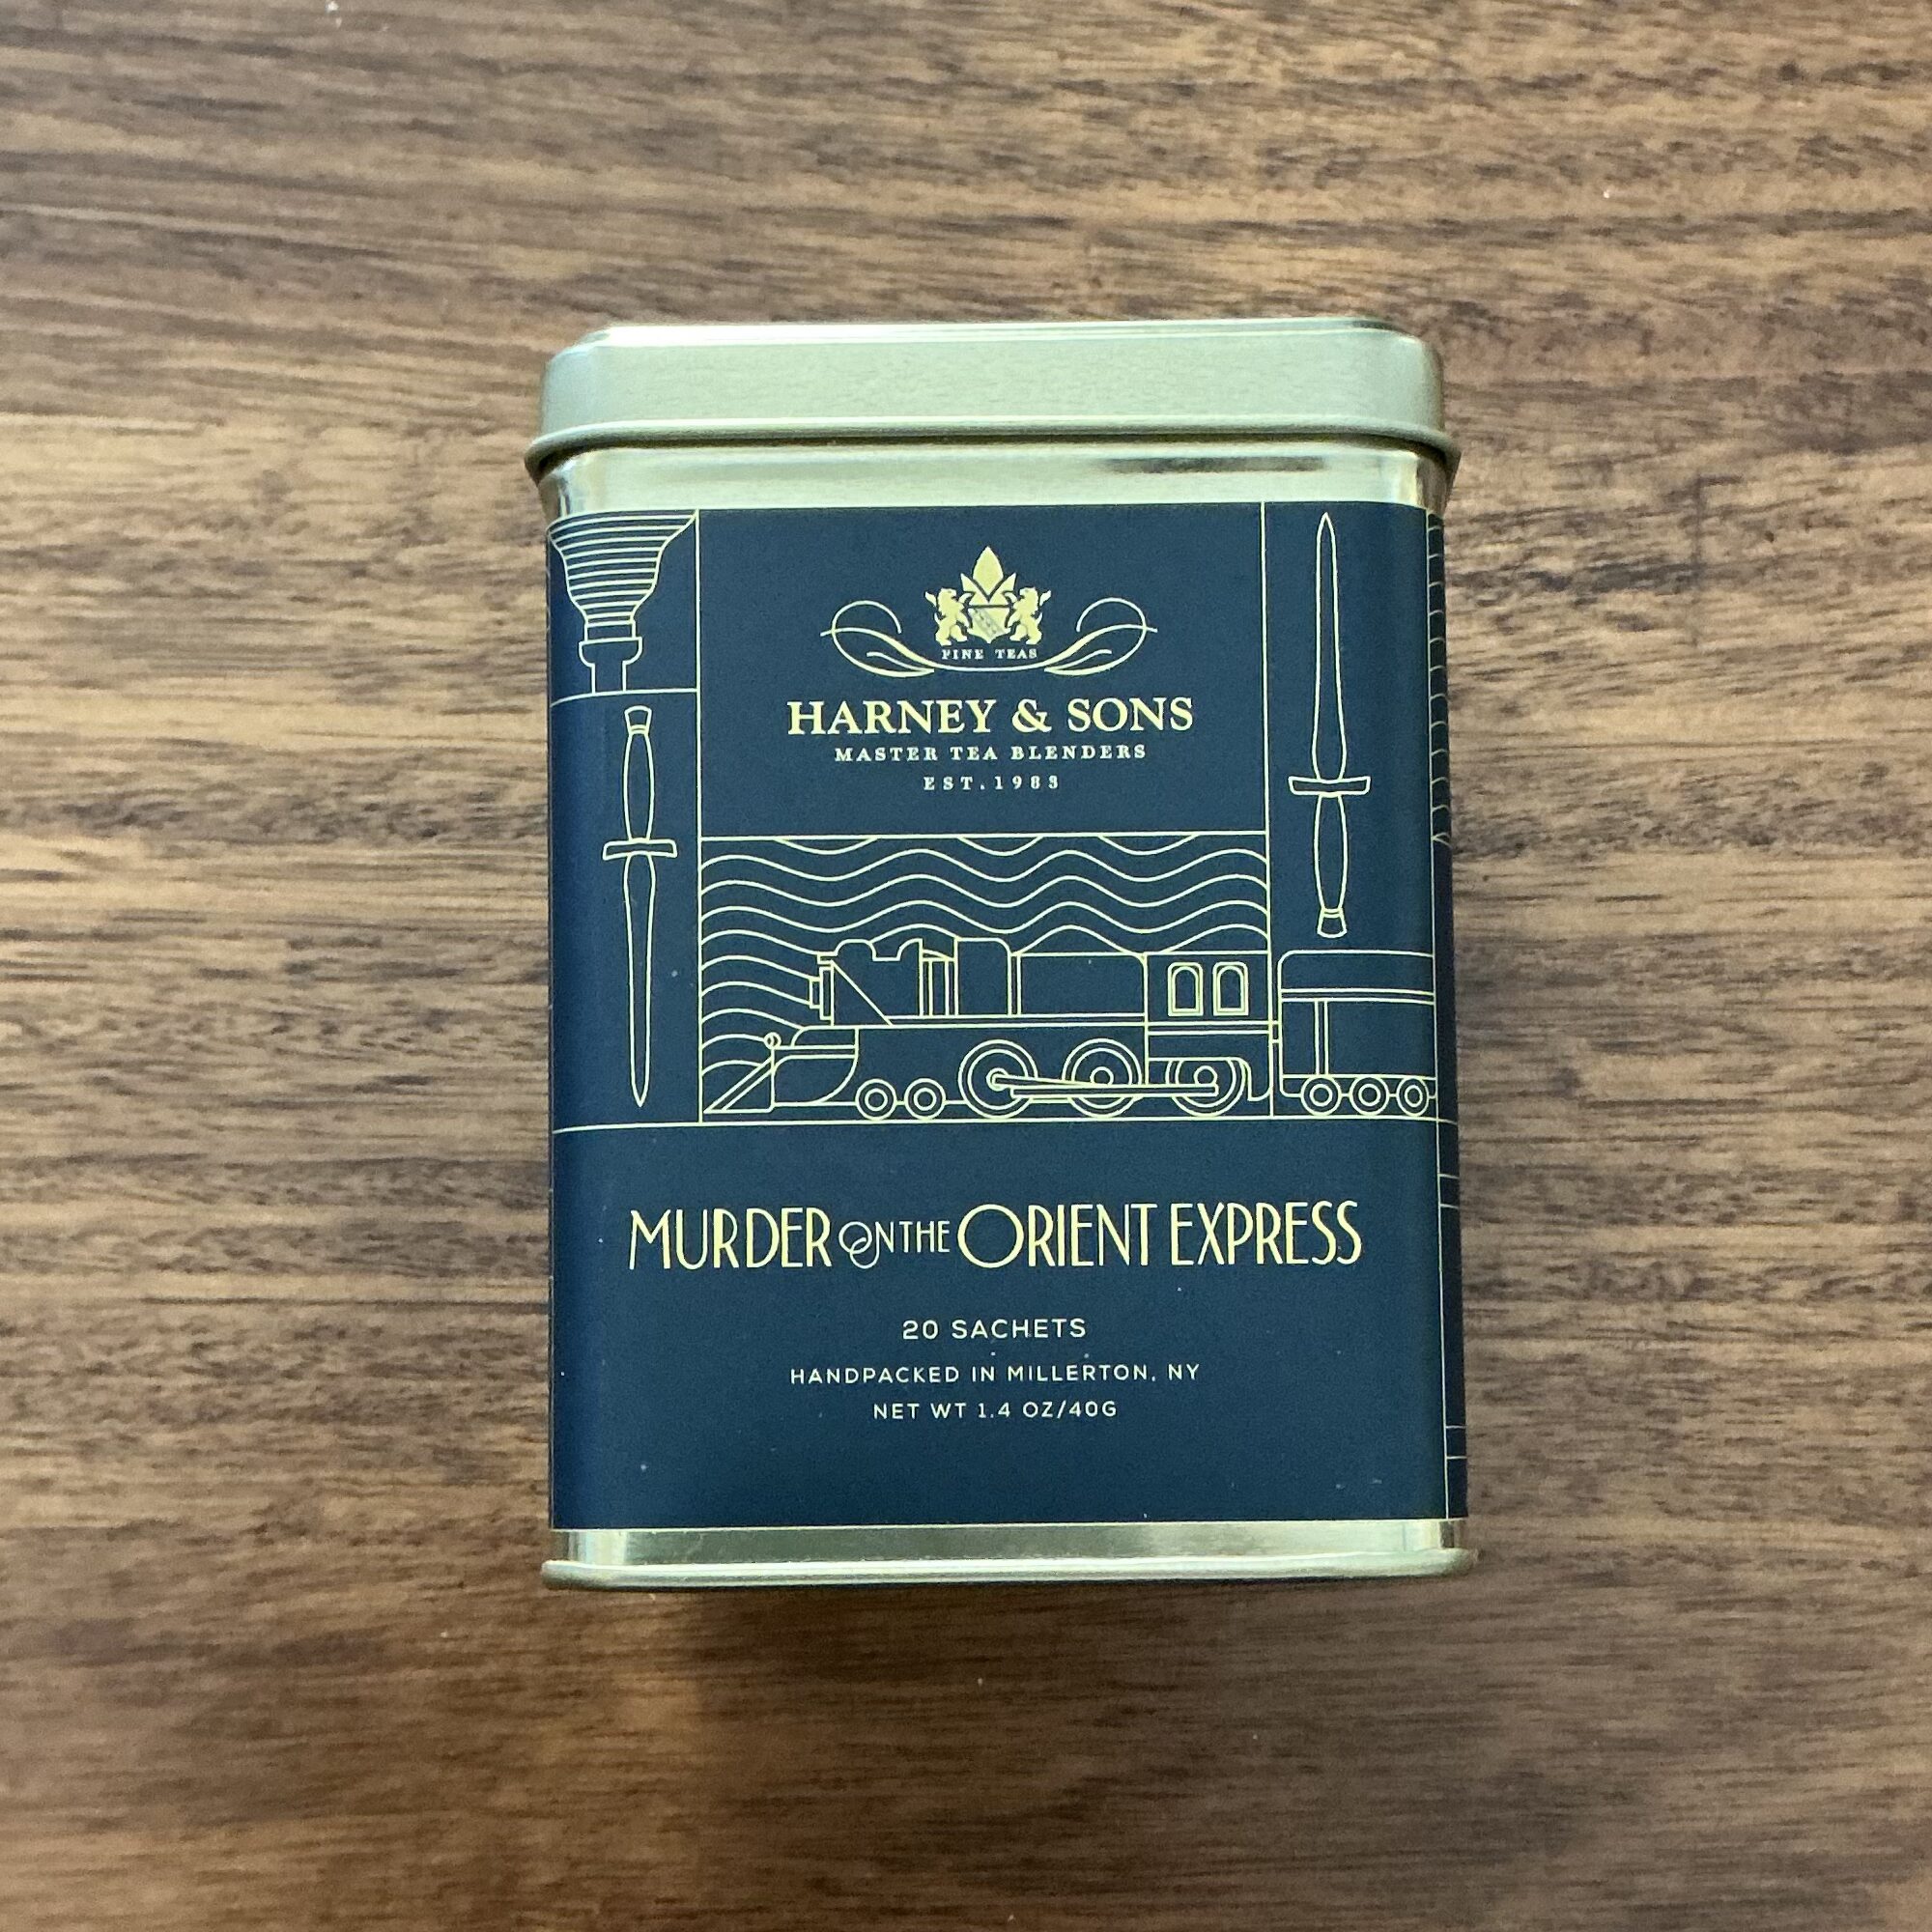 FINE TEAS
HARNEY & SONS
MASTER TEA BLENDERS
EST.1983
MURDER ON THE ORIENT EXPRESS
20 SACHETS
HANDPACKED IN MILLERTON, NY
NET WT 1.4 OZ/40G